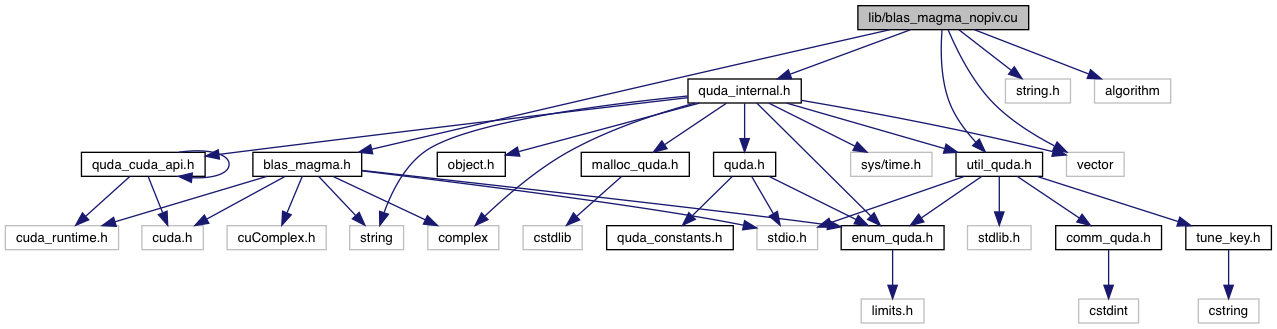 lib/blas_magma_nopiv.cu
quda_internal.h
string.h
algorithm
quda_cuda_api.h
blas_magma.h
object.h
malloc_quda.h
quda.h
sys/time.h
util_quda.h
vector
cuda_runtime.h
cuda.h
cuComplex.h
string
complex
cstdlib
quda_constants.h
stdio.h
enum_quda.h
stdlib.h
comm_quda.h
tune_key.h
limits.h
cstdint
cstring